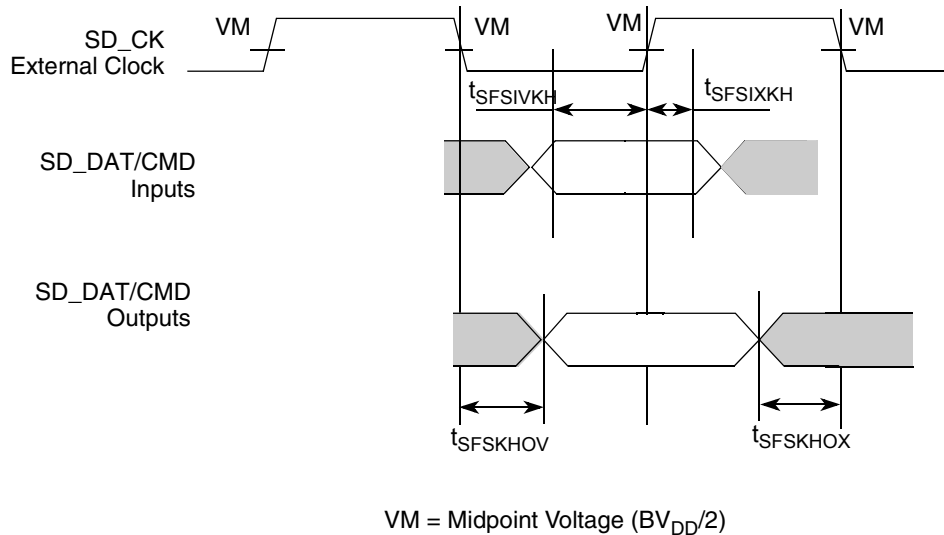 VM
VM
VM
VM
SD_CK
External Clock
tSFSIVKH
tSFSIXKH
SD_DAT/CMD
Inputs
SD_DAT/CMD
Outputs
tSFSKHOV
tSFSKHOX
VM = Midpoint Voltage (BVDD/2)